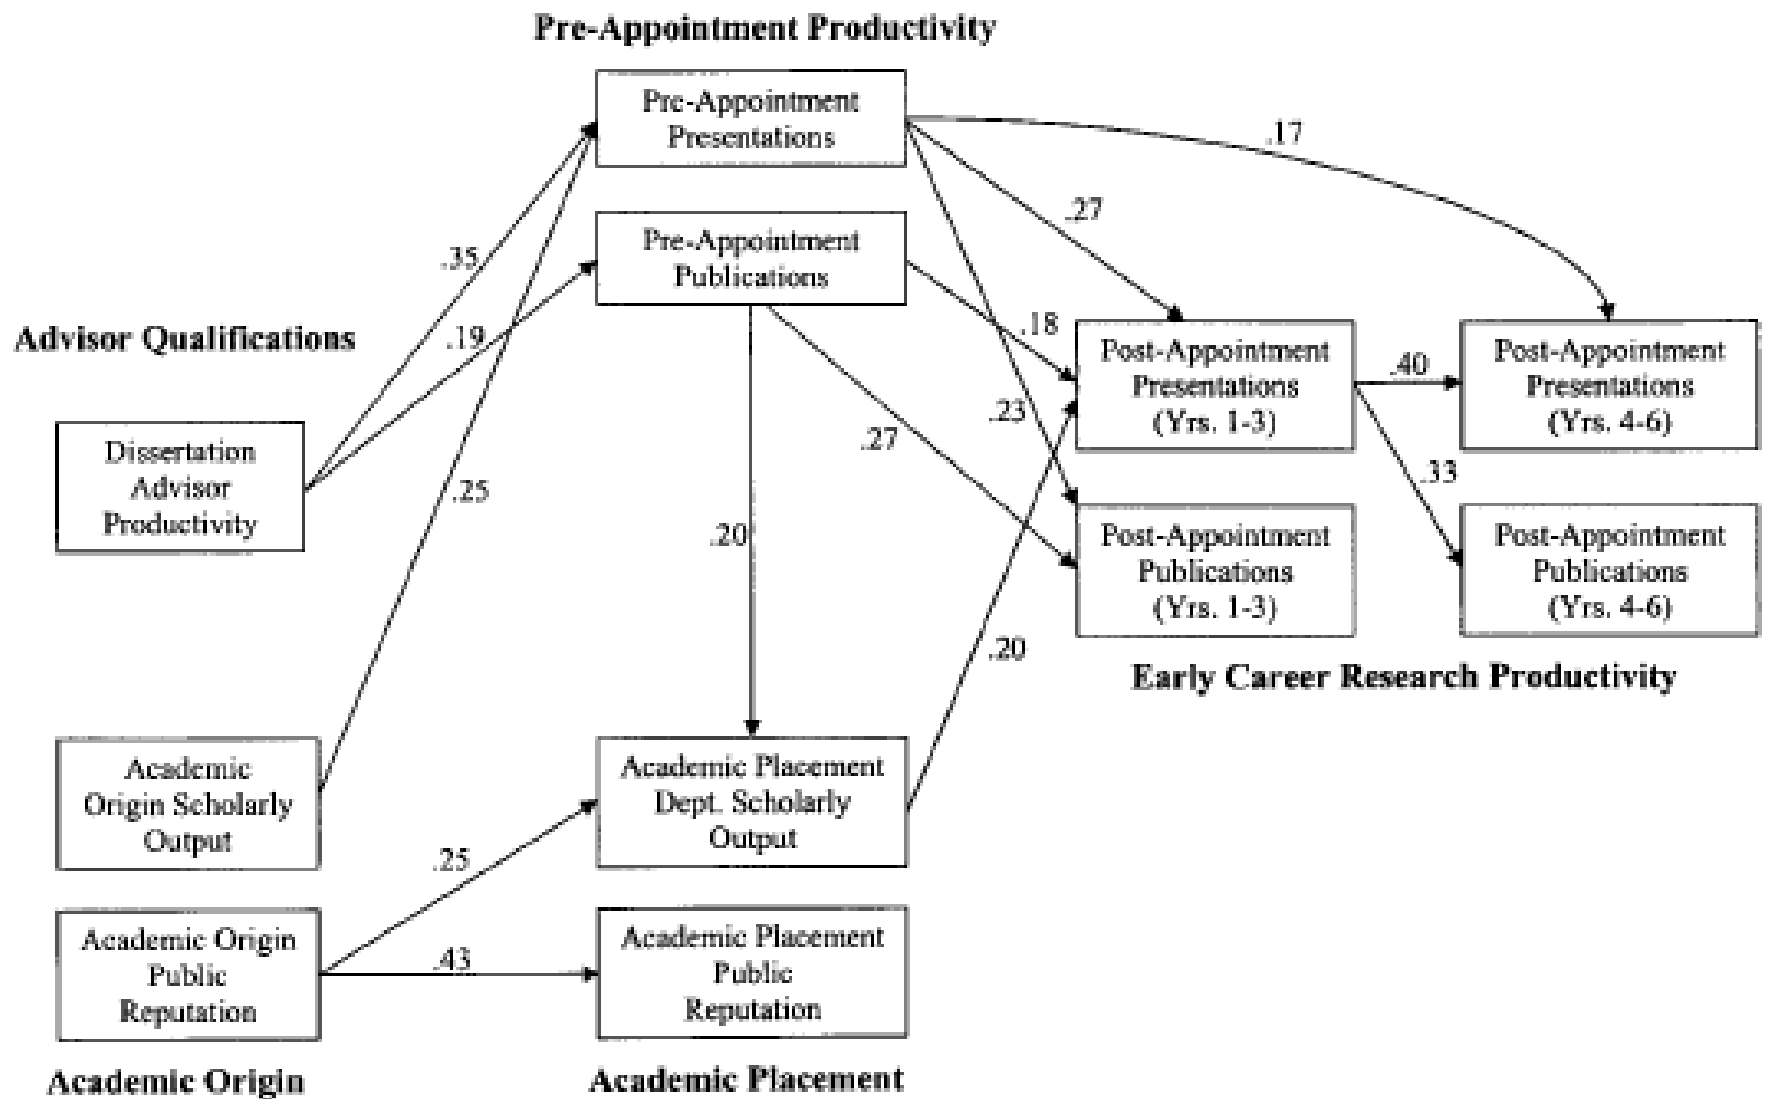 Pre-Appointment Productivity
Pre-Appointment
Presentations
.17
.27
Pre-Appointment
Publications
.35
.19
.18
Advisor Qualifications
Post-Appointment
Presentations
(Yrs. 1-3)
.40
Post-Appointment
Presentations
(Yrs. 4-6)
.23
.27
.33
Dissertation
Advisor
Productivity
.25
.20
Post-Appointment
Publications
(Yrs. 1-3)
Post-Appointment
Publications
(Yrs. 4-6)
.20
Early Career Research Productivity
Academic
Origin Scholarly
Output
Academic Placement
Dept. Scholarly
Output
.25
Academic Origin
Public
Reputation
.43
Academic Placement
Public
Reputation
Academic Origin
Academic Placement